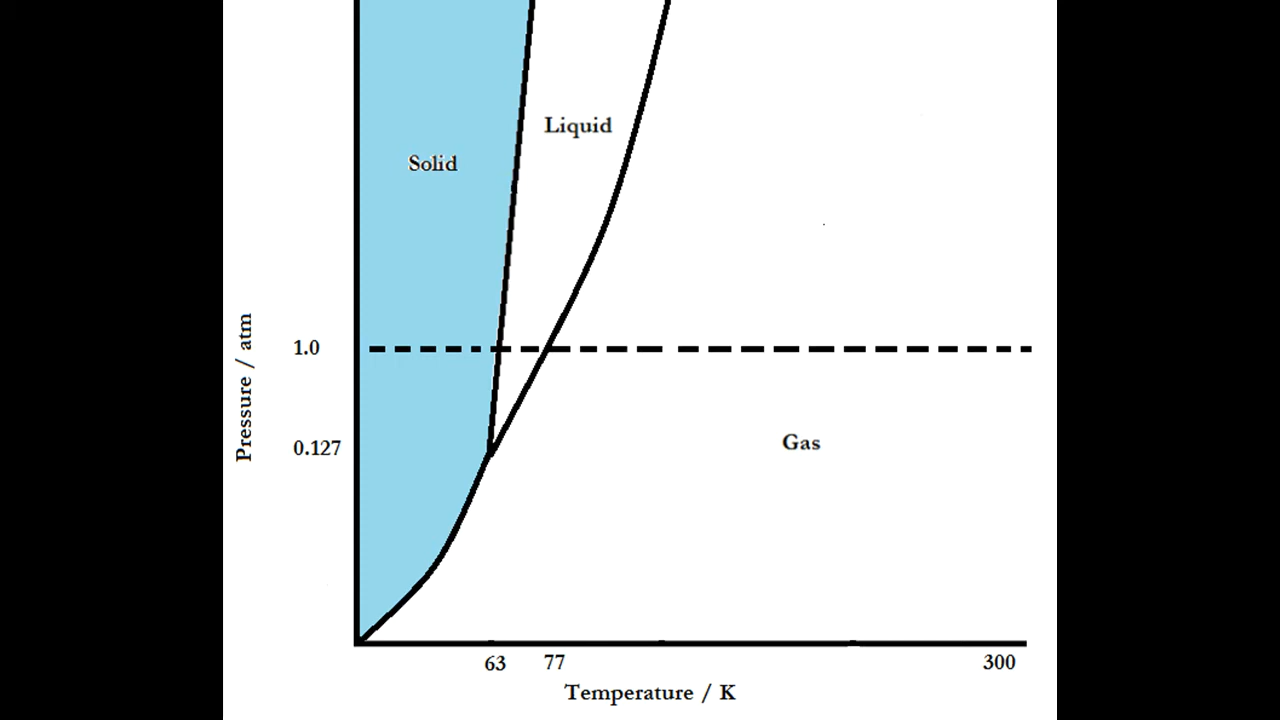 Liquid
Solid
1.0
Pressure / atm
0.127
Gas
63
77
300
Temperature / K